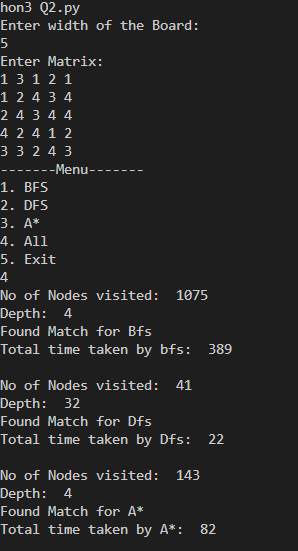 hon3 Q2.py
Enter width of the Board:
5
Enter Matrix:
1 3 1 2 1
1 2 4 3 4
2 4 3 4 4
4 2 4 1 2
3 3 2 4 3
-------Menu-------
1. BFS
2. DFS
3. A*
4. All
5. Exit
4
No of Nodes visited:  1075
Depth:  4
Found Match for Bfs
Total time taken by bfs:  389

No of Nodes visited:  41
Depth:  32
Found Match for Dfs
Total time taken by Dfs:  22

No of Nodes visited:  143
Depth:  4
Found Match for A*
Total time taken by A*:  82